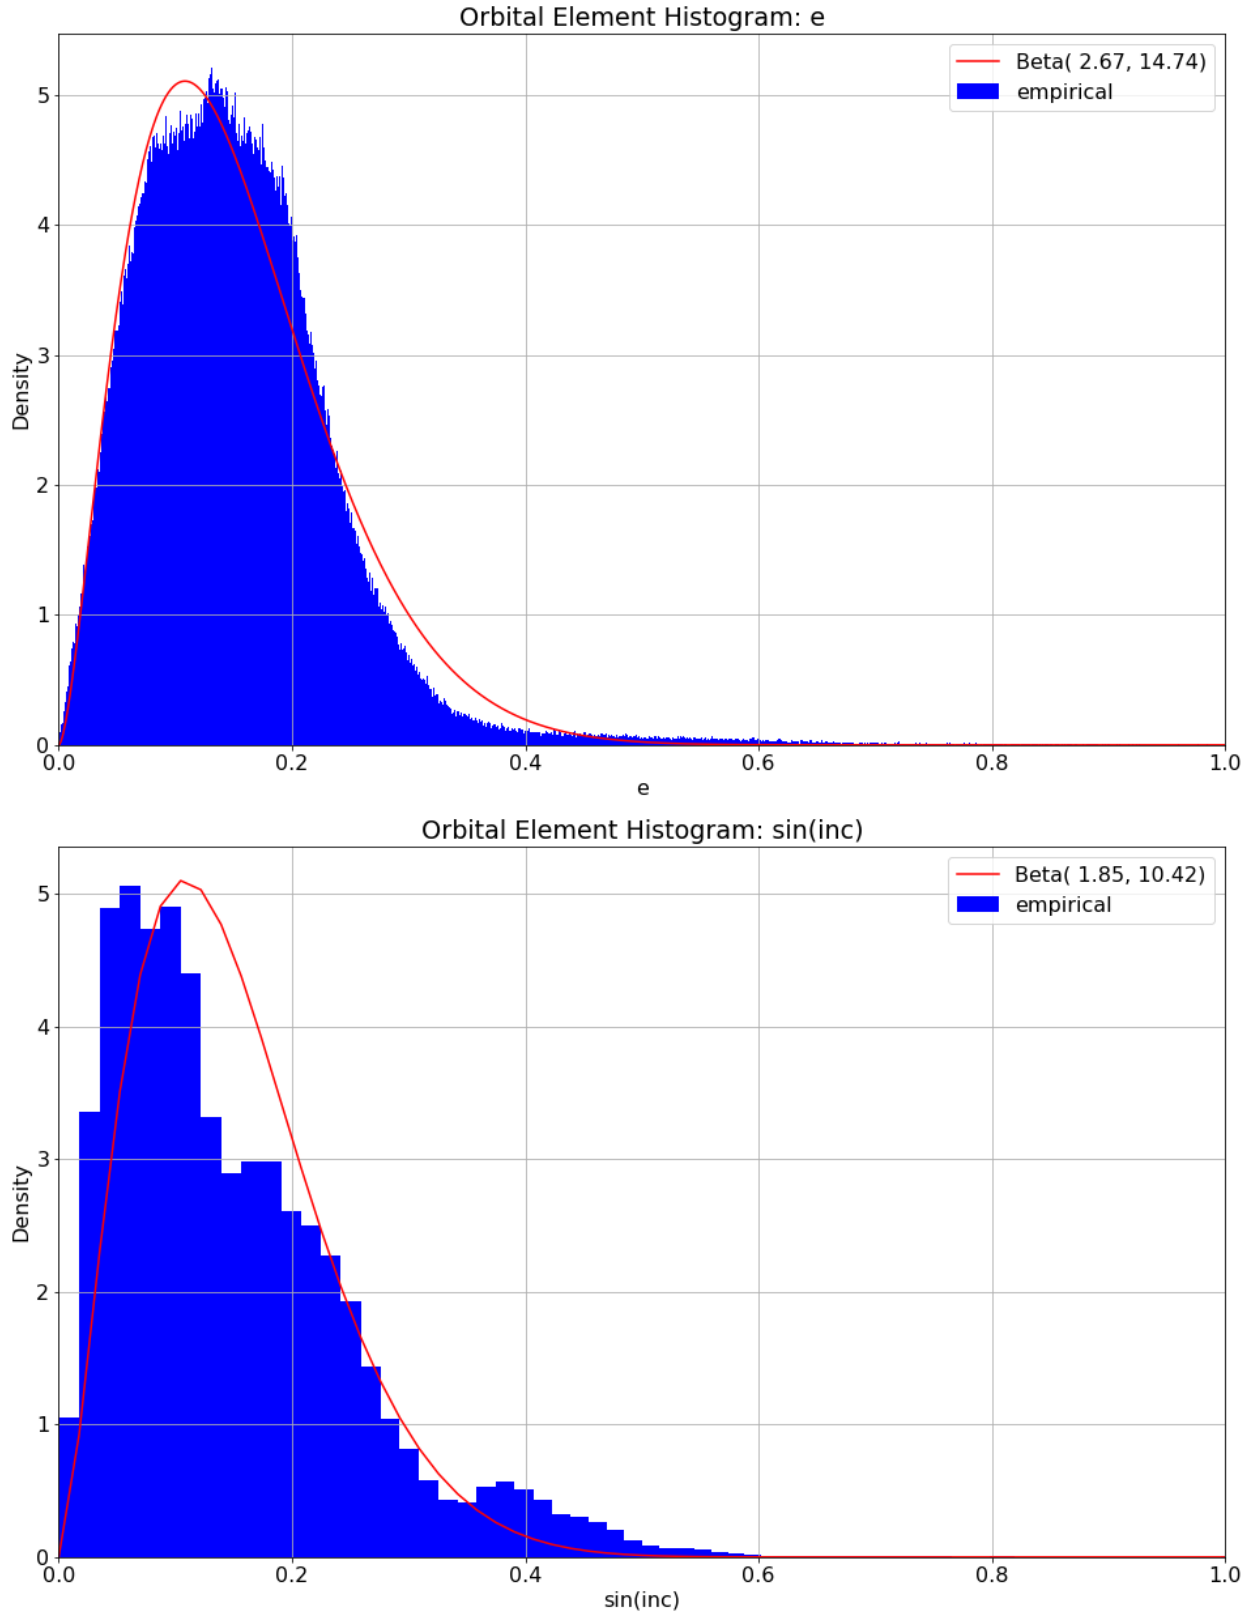 Orbital Element Histogram: e
Beta( 2.67, 14.74)
empirical
Density
5
4
3
2
1
0
0.0 0.2 0.4 0.6 0.8 1.0
e
Orbital Element Histogram: sin(inc)
Beta( 1.85, 10.42)
empirical
Density
5
4
3
2
1
0
0.0 0.2 0.4 0.6 0.8 1.0
sin(inc)